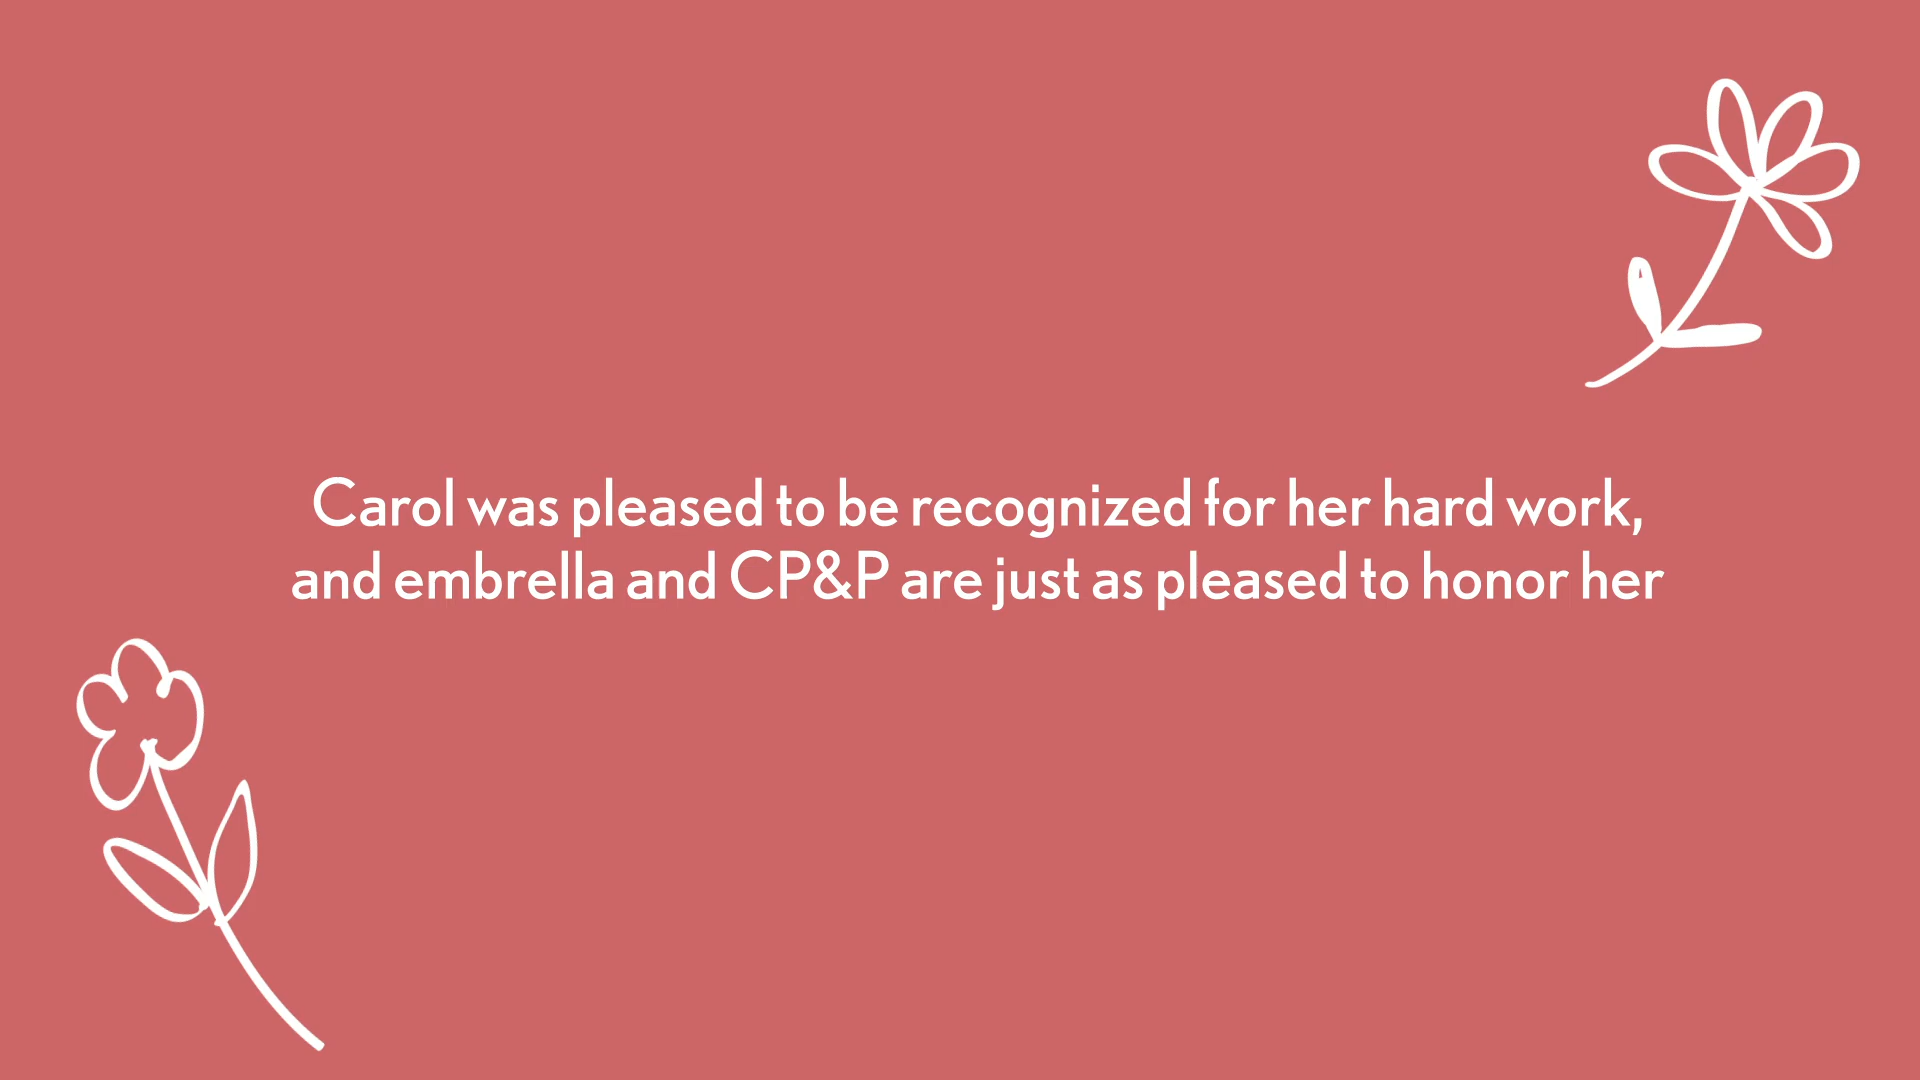 Carol was pleased to be recognized for her hard work,
and embrella and CP&P are just as pleased to honor her